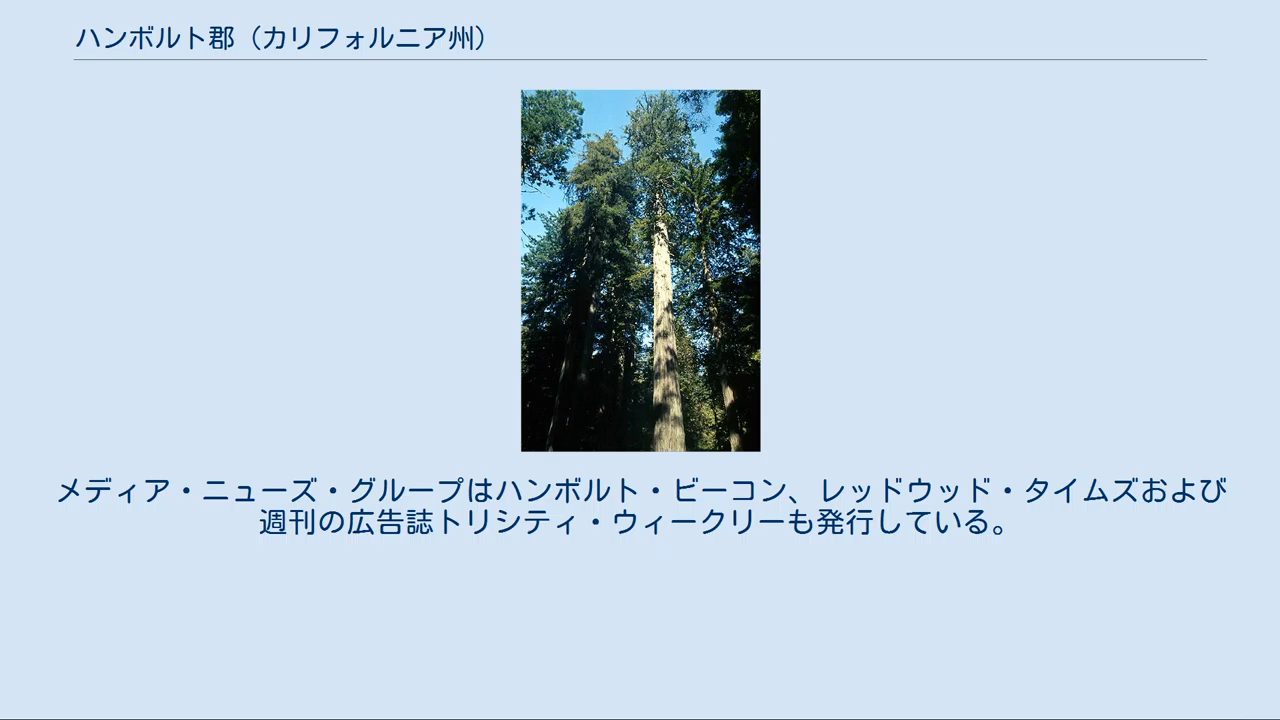 ハンボルト郡（カリフォルニア州）
メディア・ニューズ・グループはハンボルト・ビーコン、レッドウッド・タイムズおよび
週刊の広告誌トリシティ・ウィークリーも発行している。